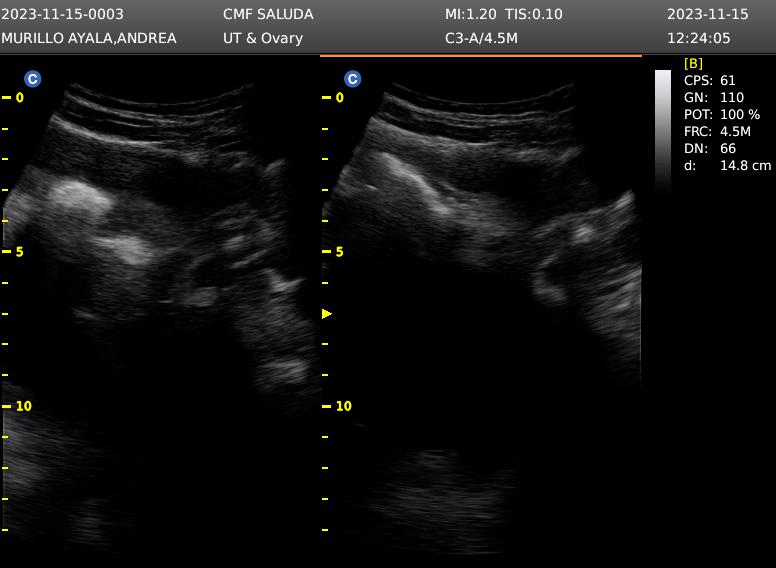 2023-11-15-0003 CMF SALUDA MI:1.20 TIS:0.10 2023-11-15
MURILLO AYALA,ANDREA UT & Ovary C3-A/4.5M 12:24:05
C
C
[B]
CPS: 61
GN: 110
POT: 100 %
FRC: 4.5M
DN: 66
d: 14.8 cm
0
0
5
5
10
10